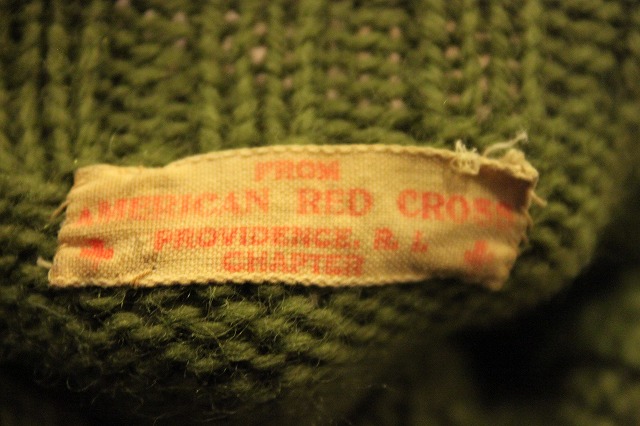 FROM
AMERICAN RED CROSS
PROVIDENCE, R. I.
CHAPTER